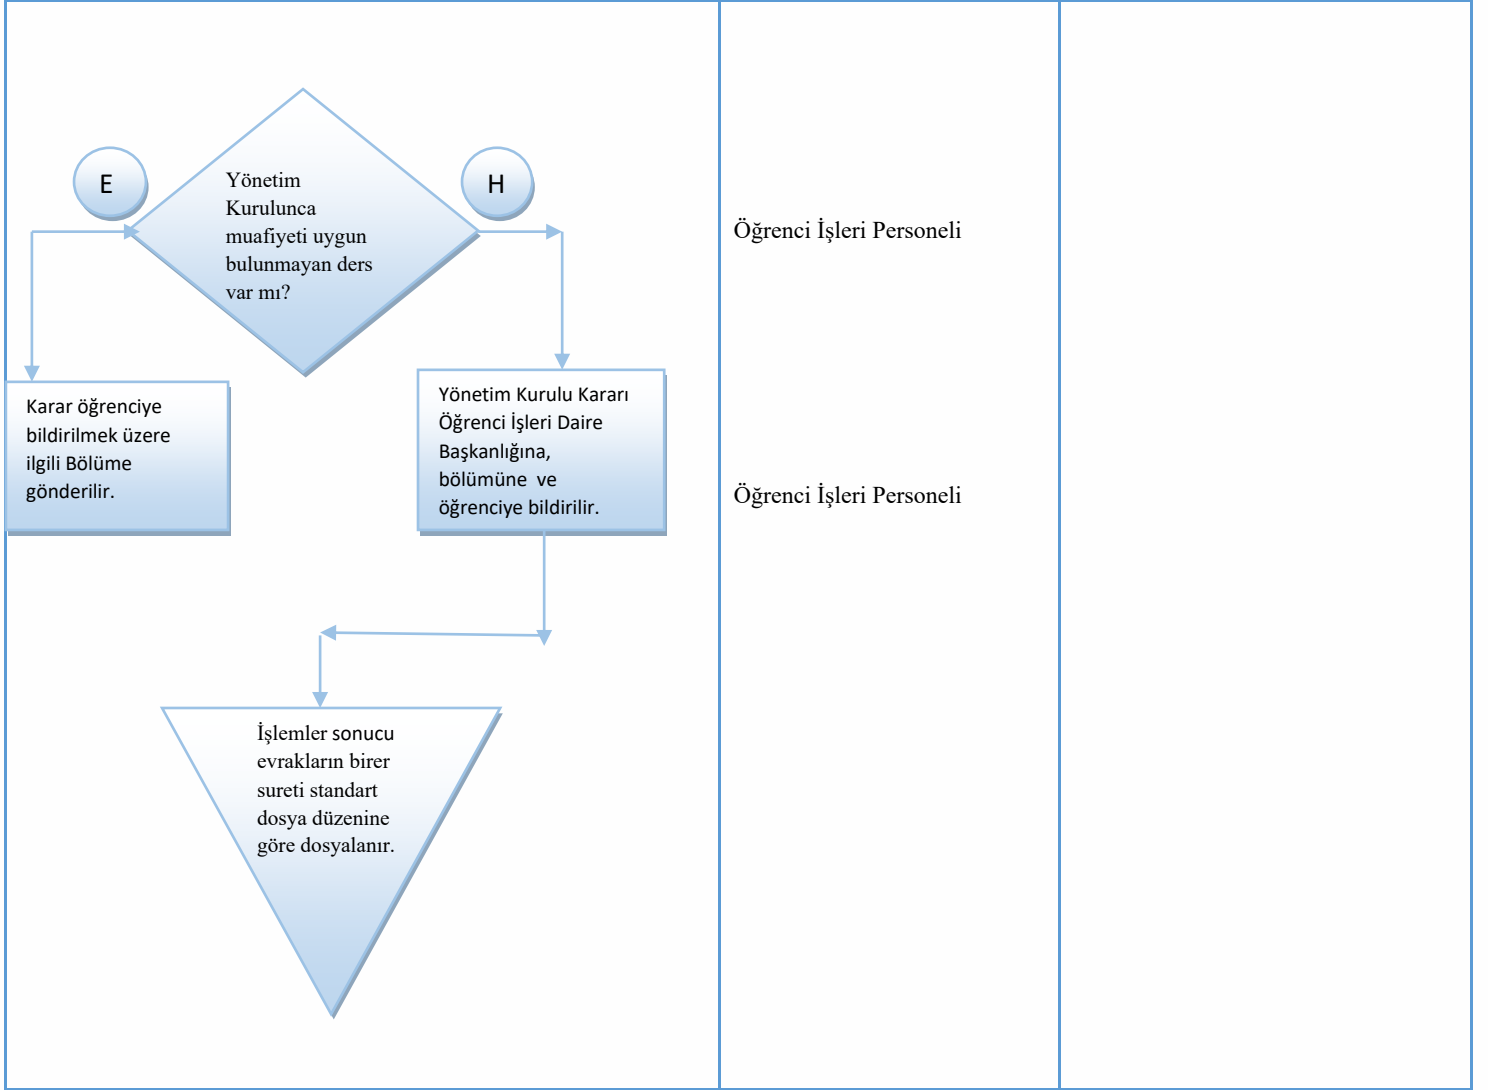 E
H
Yönetim
Kurulunca
muafiyeti uygun
bulunmayan ders
var mı?
Öğrenci İşleri Personeli
Karar öğrenciye
bildirilmek üzere
ilgili Bölüme
gönderilir.
Yönetim Kurulu Kararı
Öğrenci İşleri Daire
Başkanlığına,
bölümüne ve
öğrenciye bildirilir.
Öğrenci İşleri Personeli
İşlemler sonucu
evrakların birer
sureti standart
dosya düzenine
göre dosyalanır.